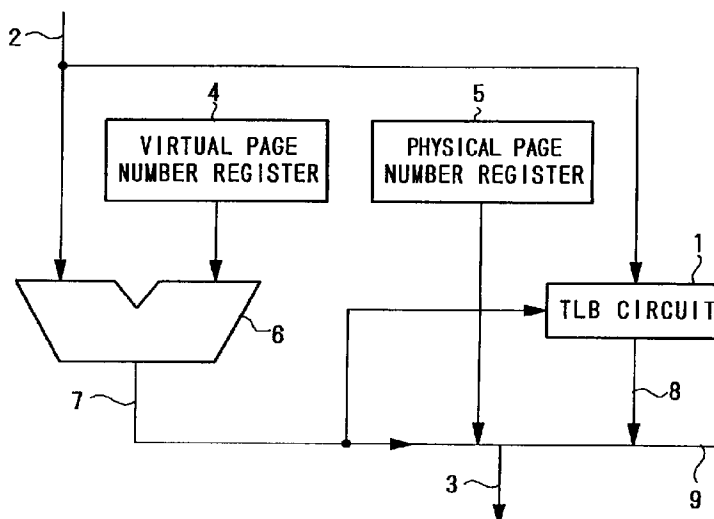 2
4
5
VIRTUAL PAGE
NUMBER REGISTER
PHYSICAL PAGE
NUMBER REGISTER
1
TLB CIRCUIT
6
7
8
3
9